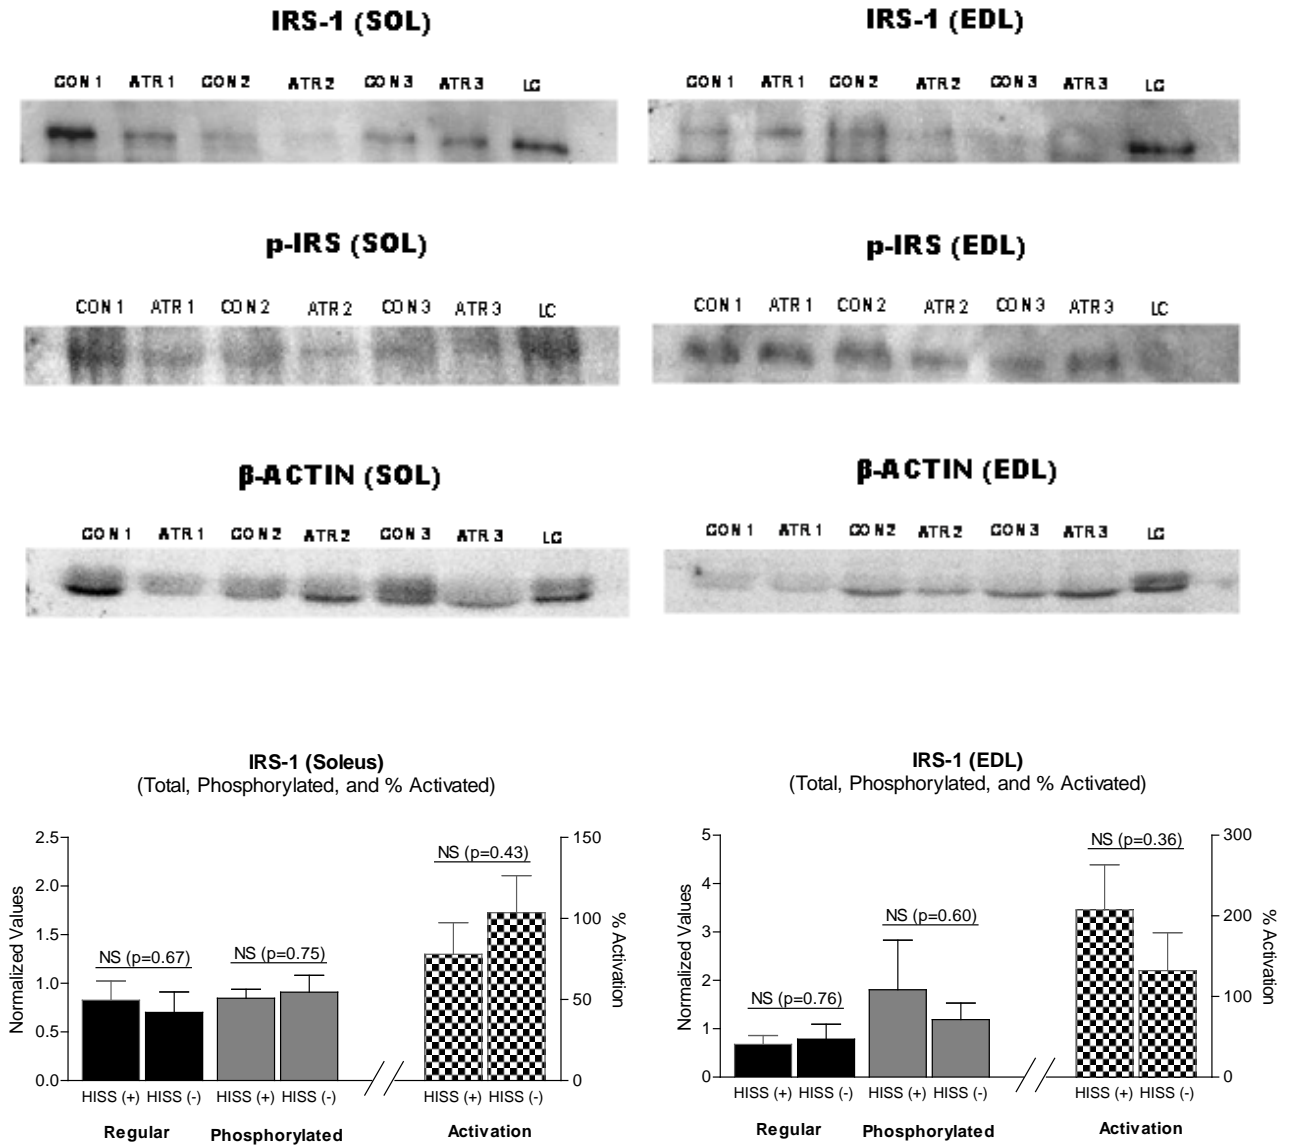 IRS-1 (SOL)
CON 1 ATR 1 CON 2 ATR 2 CON 3 ATR 3 LC
IRS-1 (EDL)
CON 1 ATR 1 CON 2 ATR 2 CON 3 ATR 3 LC
p-IRS (SOL)
CON 1 ATR 1 CON 2 ATR 2 CON 3 ATR 3 LC
p-IRS (EDL)
CON 1 ATR 1 CON 2 ATR 2 CON 3 ATR 3 LC
β-ACTIN (SOL)
CON 1 ATR 1 CON 2 ATR 2 CON 3 ATR 3 LC
β-ACTIN (EDL)
CON 1 ATR 1 CON 2 ATR 2 CON 3 ATR 3 LC
IRS-1 (Soleus)
(Total, Phosphorylated, and % Activated)
Normalized Values
2.5
2.0
1.5
1.0
0.5
0.0
NS (p=0.67)
NS (p=0.75)
NS (p=0.43)
150
100
50
0
% Activation
HISS (+) HISS (-) HISS (+) HISS (-) HISS (+) HISS (-)
Regular Phosphorylated Activation
IRS-1 (EDL)
(Total, Phosphorylated, and % Activated)
Normalized Values
5
4
3
2
1
0
NS (p=0.76)
NS (p=0.60)
NS (p=0.36)
300
200
100
0
% Activation
HISS (+) HISS (-) HISS (+) HISS (-) HISS (+) HISS (-)
Regular Phosphorylated Activation